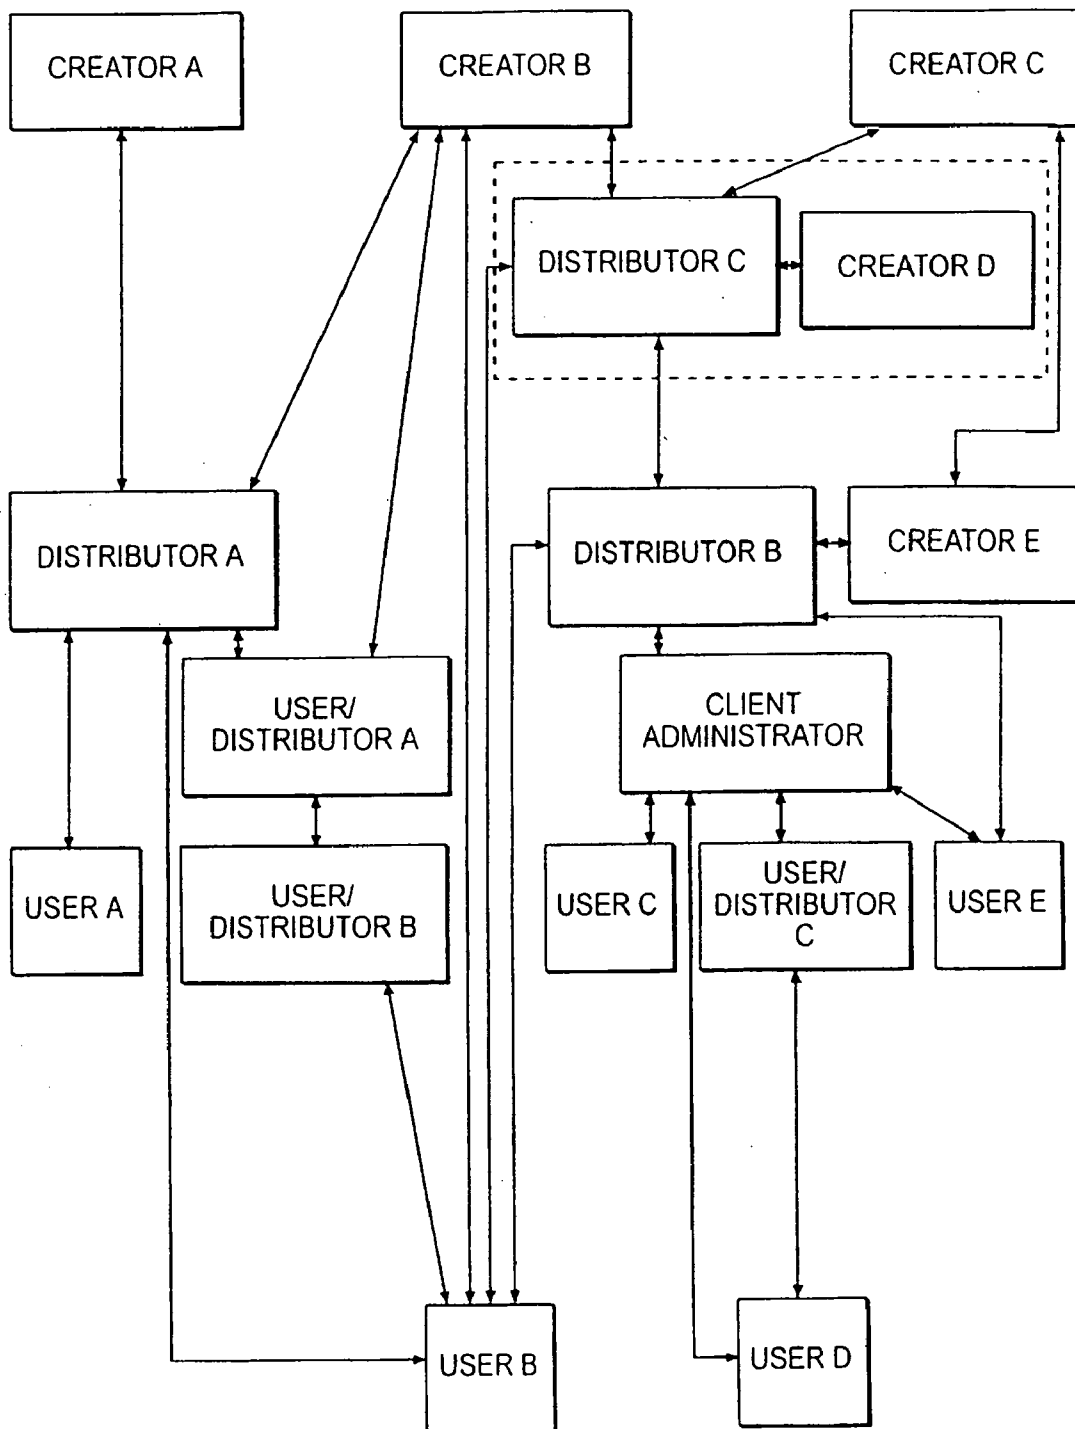 CREATOR A
CREATOR B
CREATOR C
DISTRIBUTOR C
CREATOR D
DISTRIBUTOR A
DISTRIBUTOR B
CREATOR E
USER/
DISTRIBUTOR A
CLIENT
ADMINISTRATOR
USER A
USER/
DISTRIBUTOR B
USER C
USER/
DISTRIBUTOR
C
USER E
USER B
USER D